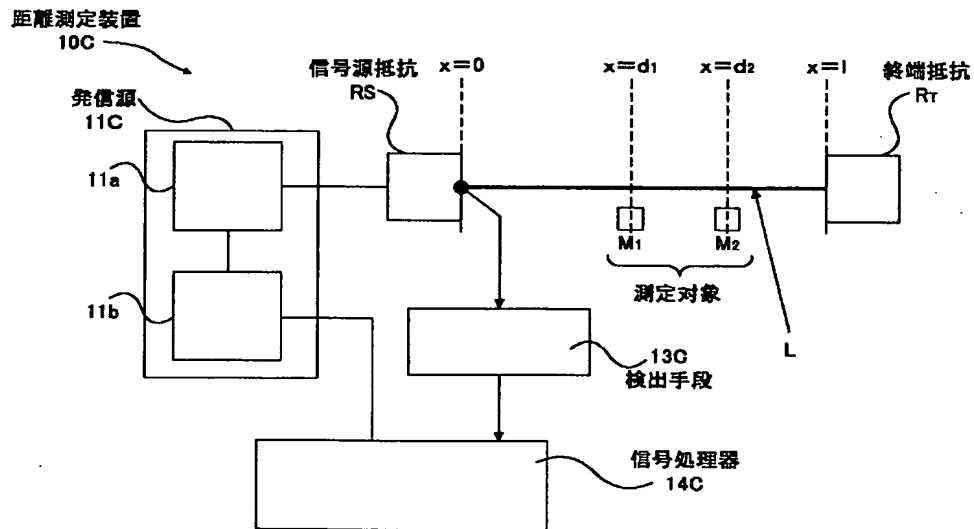 距離測定装置
10C
発信源
11C
11a
11b
信号源抵抗
RS
x=0
x=d1
x=d2
x=l
終端抵抗
RT
M1
M2
測定対象
L
13C
検出手段
信号処理器
14C